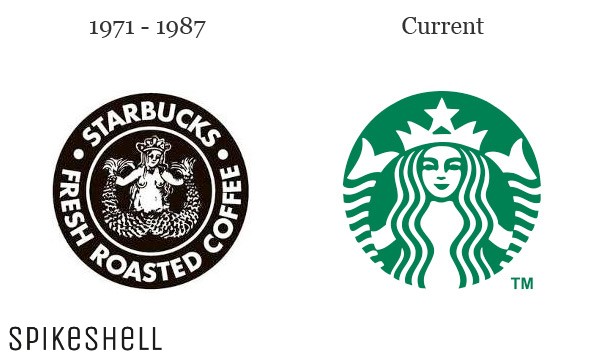 1971 - 1987
Current
STARBUCKS
FRESH ROASTED COFFEE
TM
SPIKESHELL